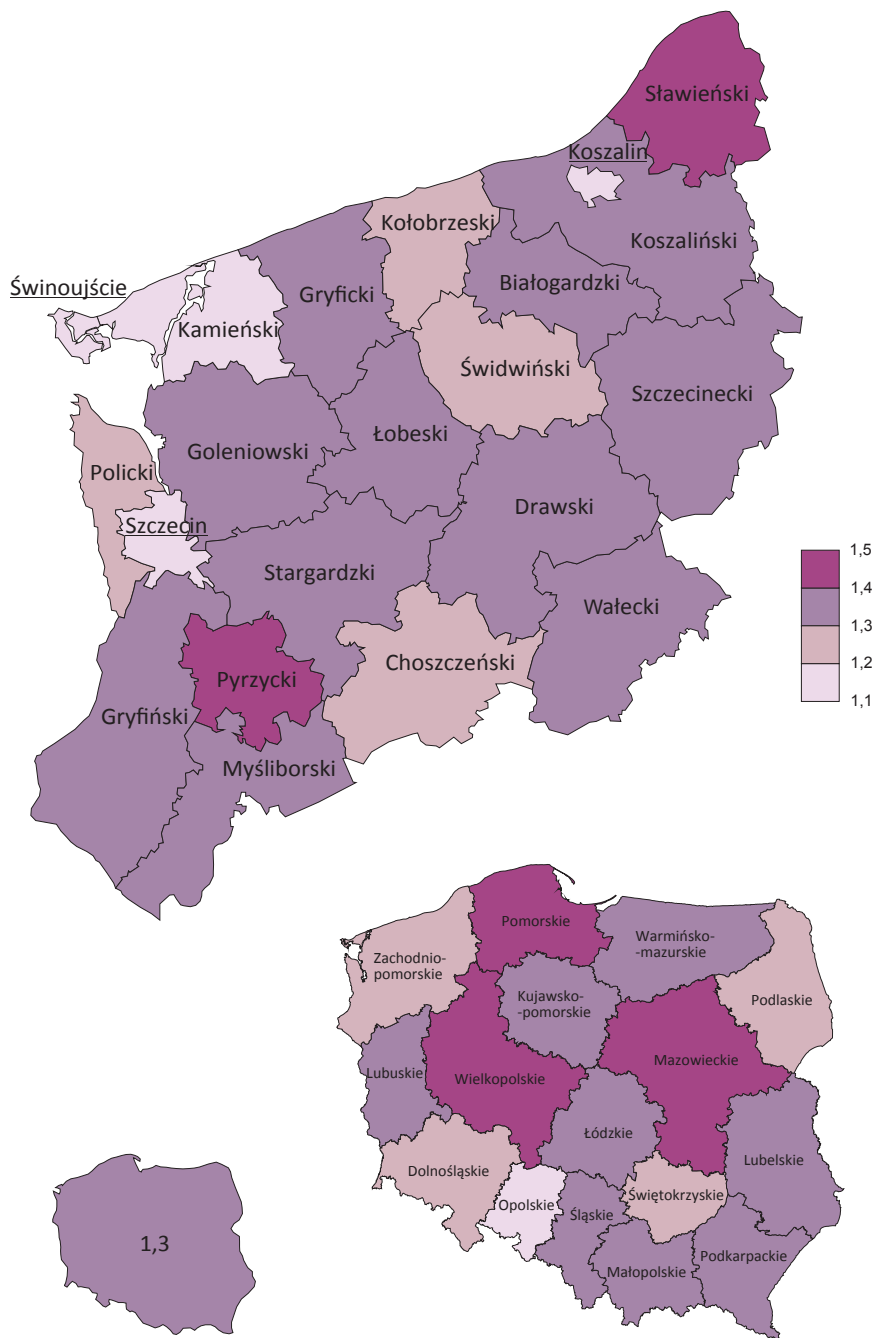 Sławieński
Koszalin
Kołobrzeski
Koszaliński
Białogardzki
Świnoujście
Gryficki
Kamieński
Świdwiński
Szczecinecki
Łobeski
Goleniowski
Policki
Drawski
Szczecin
Stargardzki
Wałecki
Choszczeński
Pyrzycki
Gryfiński
Myśliborski
1,5
1,4
1,3
1,2
1,1
Pomorskie
Warmińsko-
-mazurskie
Zachodnio-
pomorskie
Kujawsko-
-pomorskie
Podlaskie
Mazowieckie
Lubuskie
Wielkopolskie
Łódzkie
Lubelskie
Dolnośląskie
Opolskie
Świętokrzyskie
Śląskie
Podkarpackie
Małopolskie
1,3